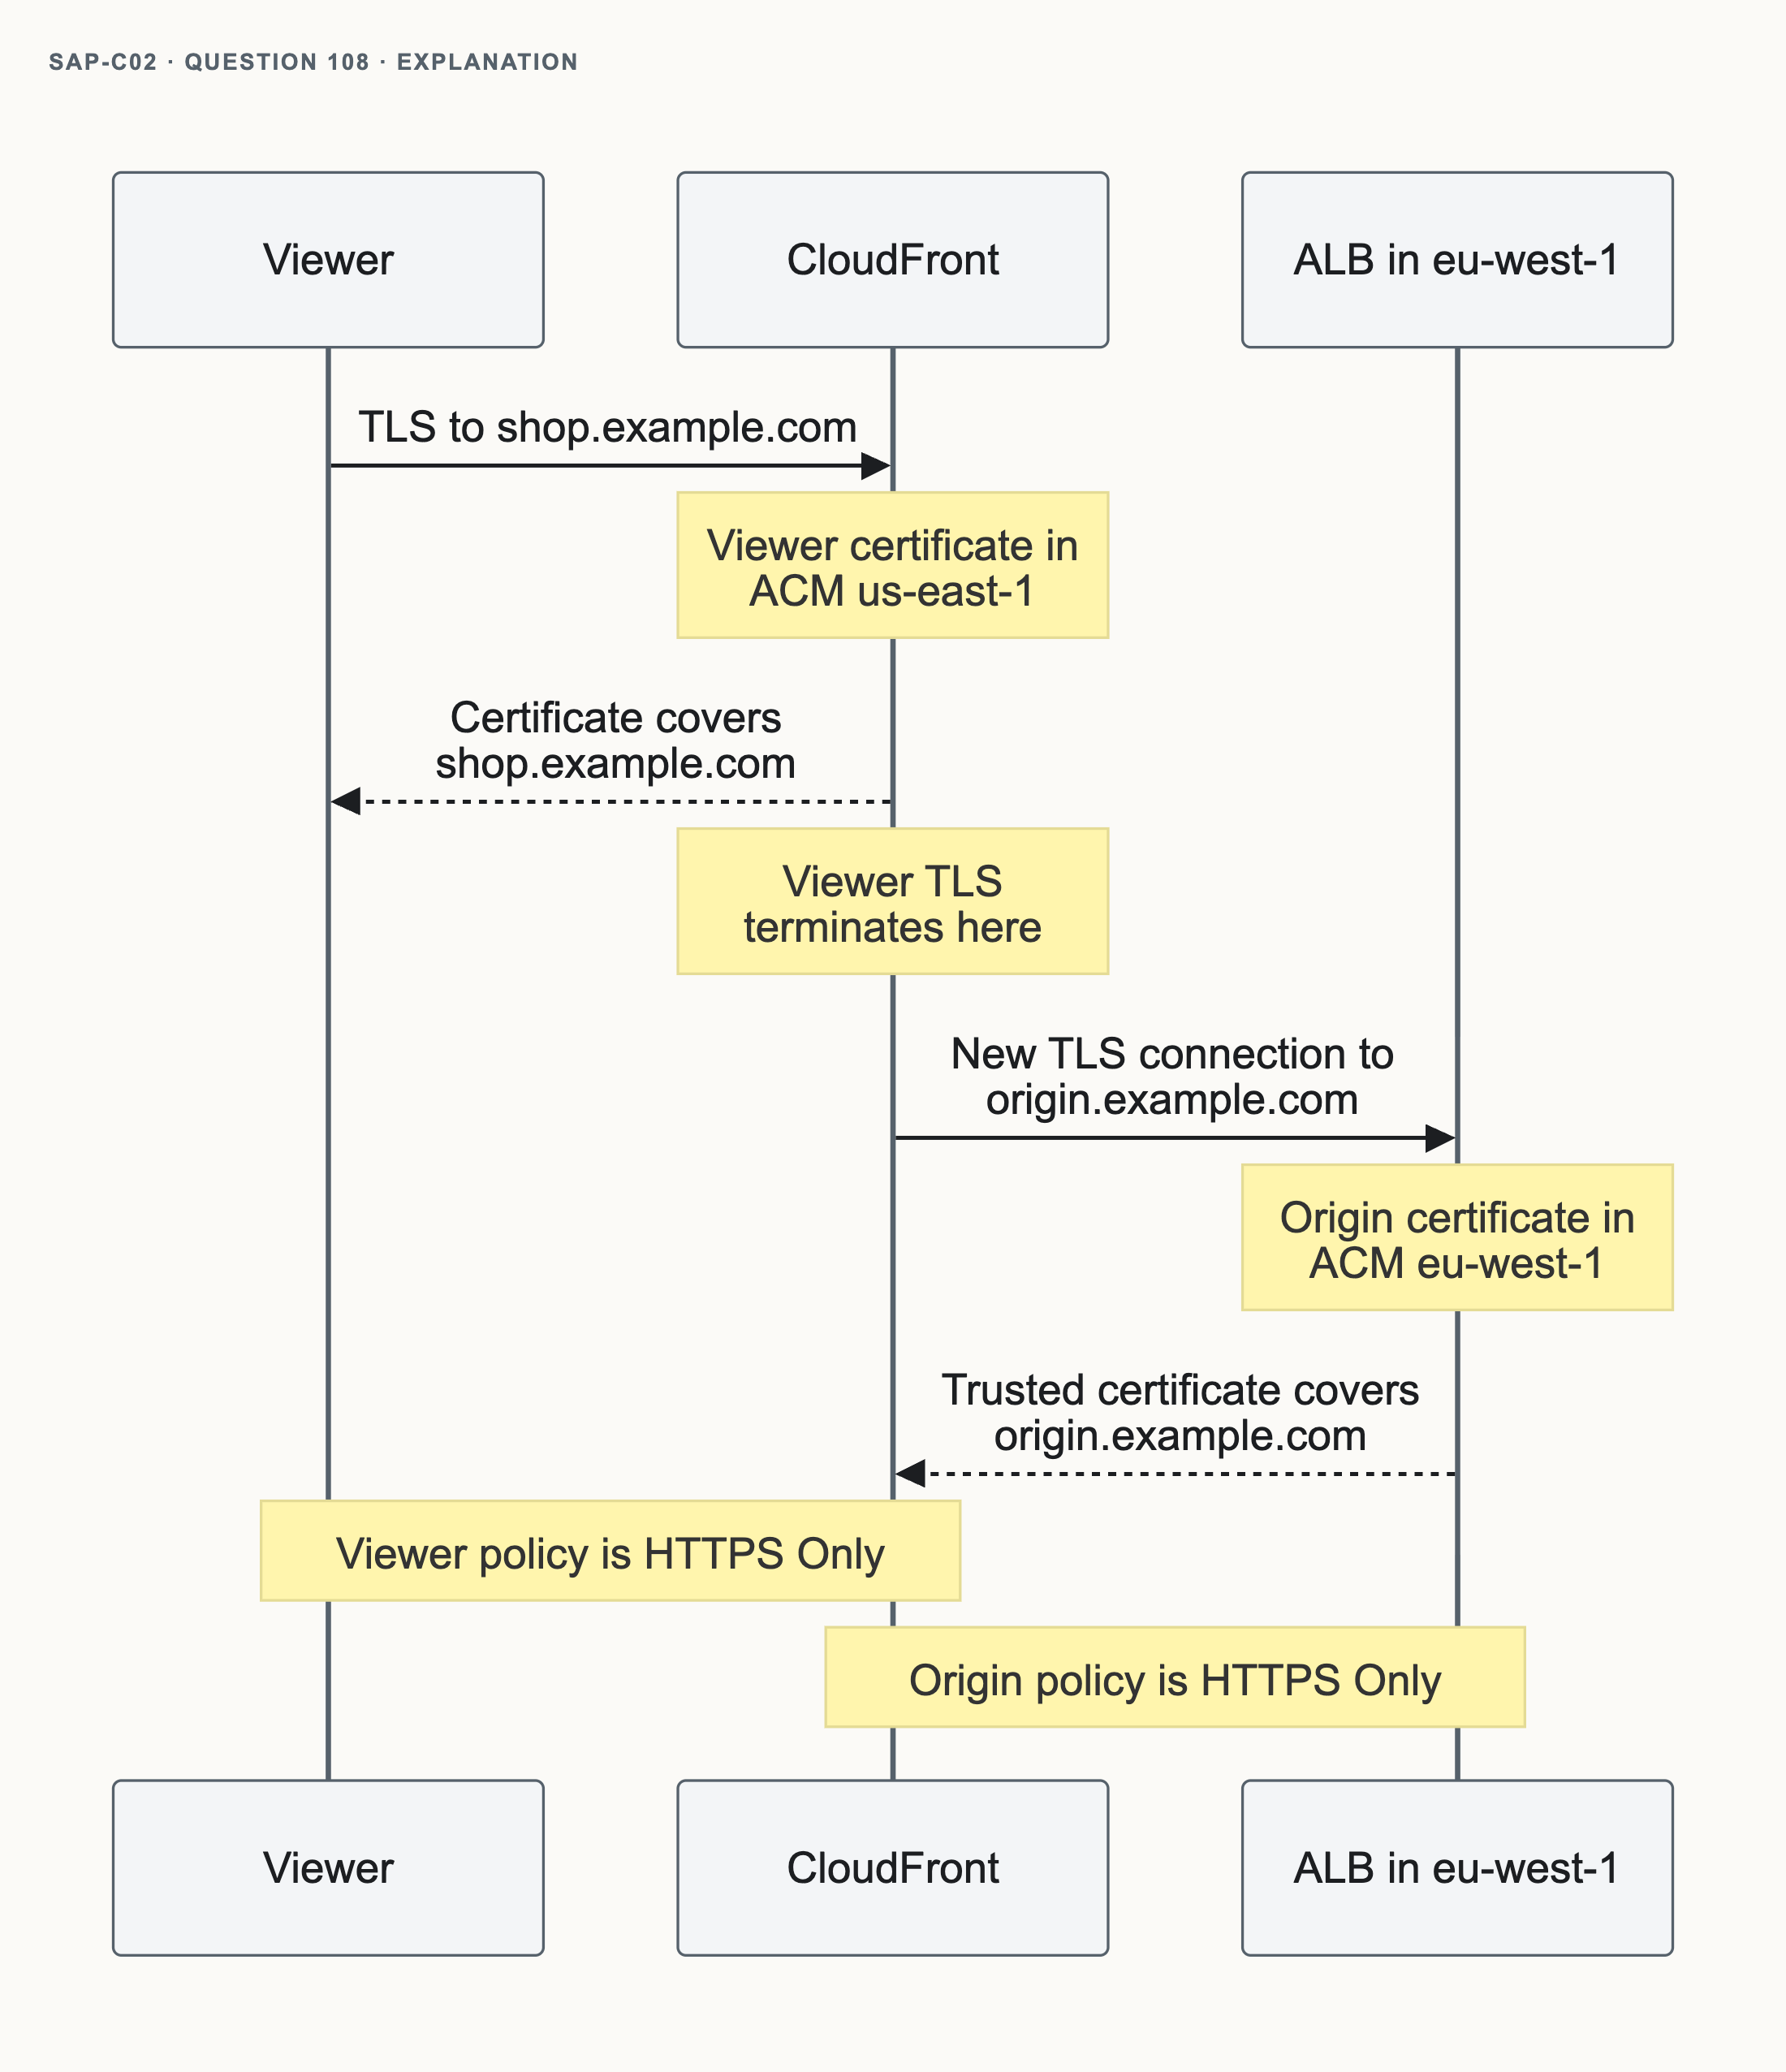 SAP-C02 · QUESTION 108 · EXPLANATION
Viewer
CloudFront
ALB in eu-west-1
TLS to shop.example.com
Viewer certificate in
ACM us-east-1
Certificate covers
shop.example.com
Viewer TLS
terminates here
New TLS connection to
origin.example.com
Origin certificate in
ACM eu-west-1
Trusted certificate covers
origin.example.com
Viewer policy is HTTPS Only
Origin policy is HTTPS Only
Viewer
CloudFront
ALB in eu-west-1